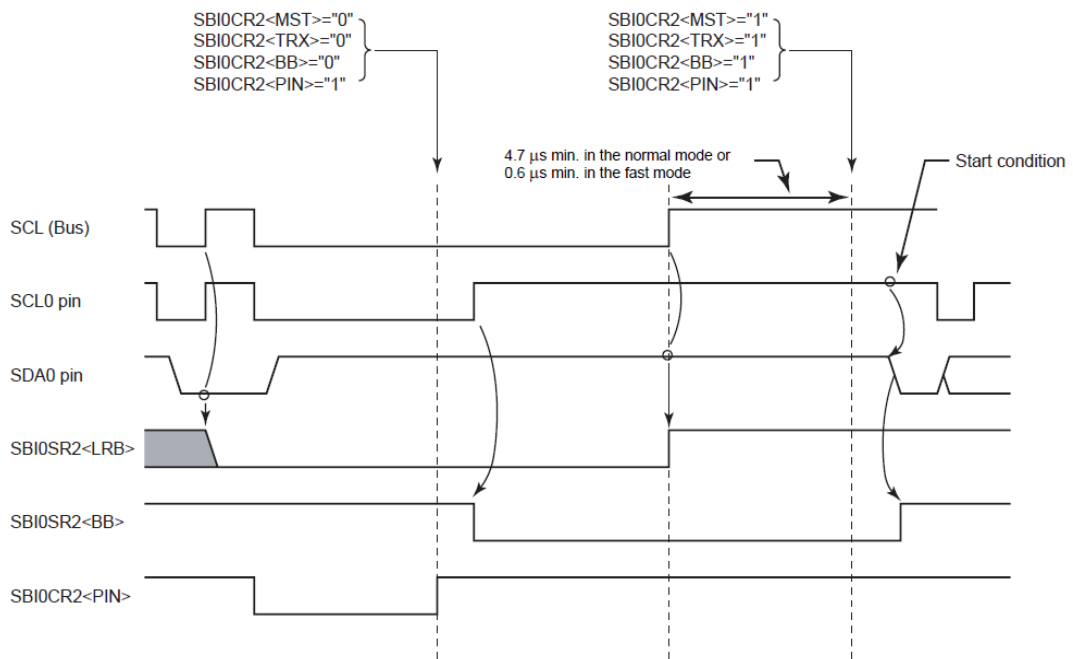 SBI0CR2<MST>="0"
SBI0CR2<TRX>="0"
SBI0CR2<BB>="0"
SBI0CR2<PIN>="1"
SBI0CR2<MST>="1"
SBI0CR2<TRX>="1"
SBI0CR2<BB>="1"
SBI0CR2<PIN>="1"
4.7 μs min. in the normal mode or
0.6 μs min. in the fast mode
Start condition
SCL (Bus)
SCL0 pin
SDA0 pin
SBI0SR2<LRB>
SBI0SR2<BB>
SBI0CR2<PIN>